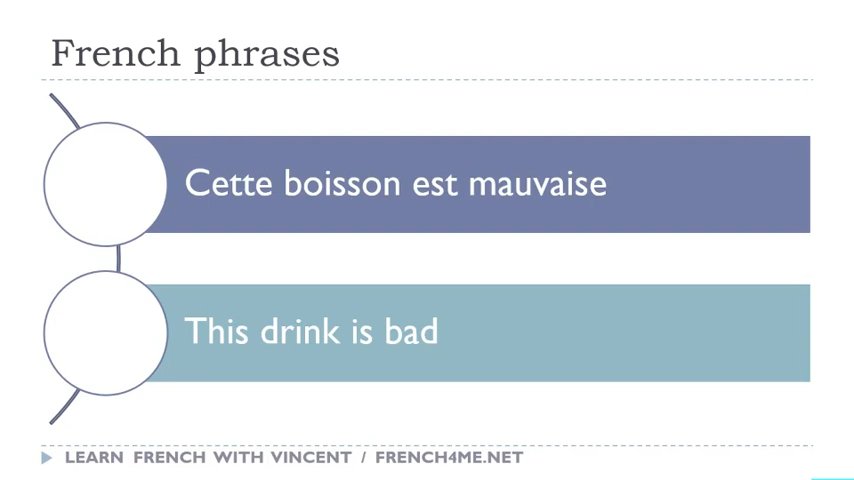 French phrases
Cette boisson est mauvaise
This drink is bad
LEARN FRENCH WITH VINCENT / FRENCH4ME.NET